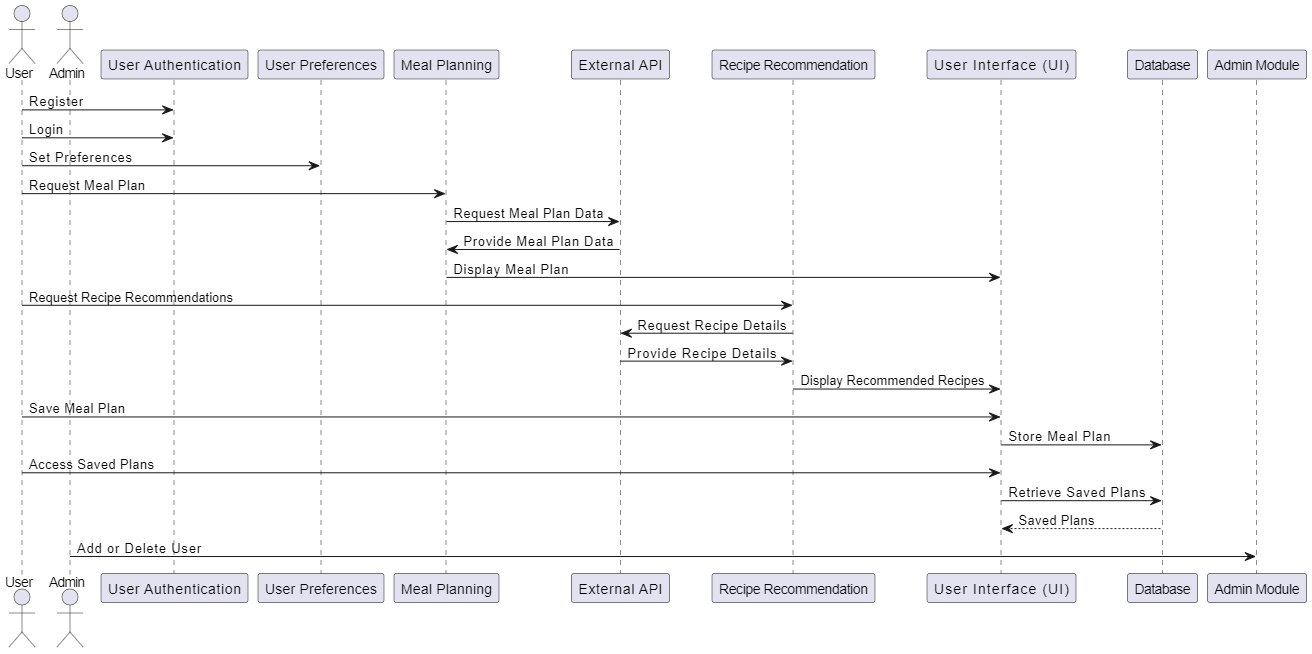 User Admin User Authentication User Preferences Meal Planning External API Recipe Recommendation User Interface (UI) Database Admin Module
Register
Login
Set Preferences
Request Meal Plan
Request Meal Plan Data
Provide Meal Plan Data
Display Meal Plan
Request Recipe Recommendations
Request Recipe Details
Provide Recipe Details
Display Recommended Recipes
Save Meal Plan
Store Meal Plan
Access Saved Plans
Retrieve Saved Plans
Saved Plans
Add or Delete User
User Admin User Authentication User Preferences Meal Planning External API Recipe Recommendation User Interface (UI) Database Admin Module